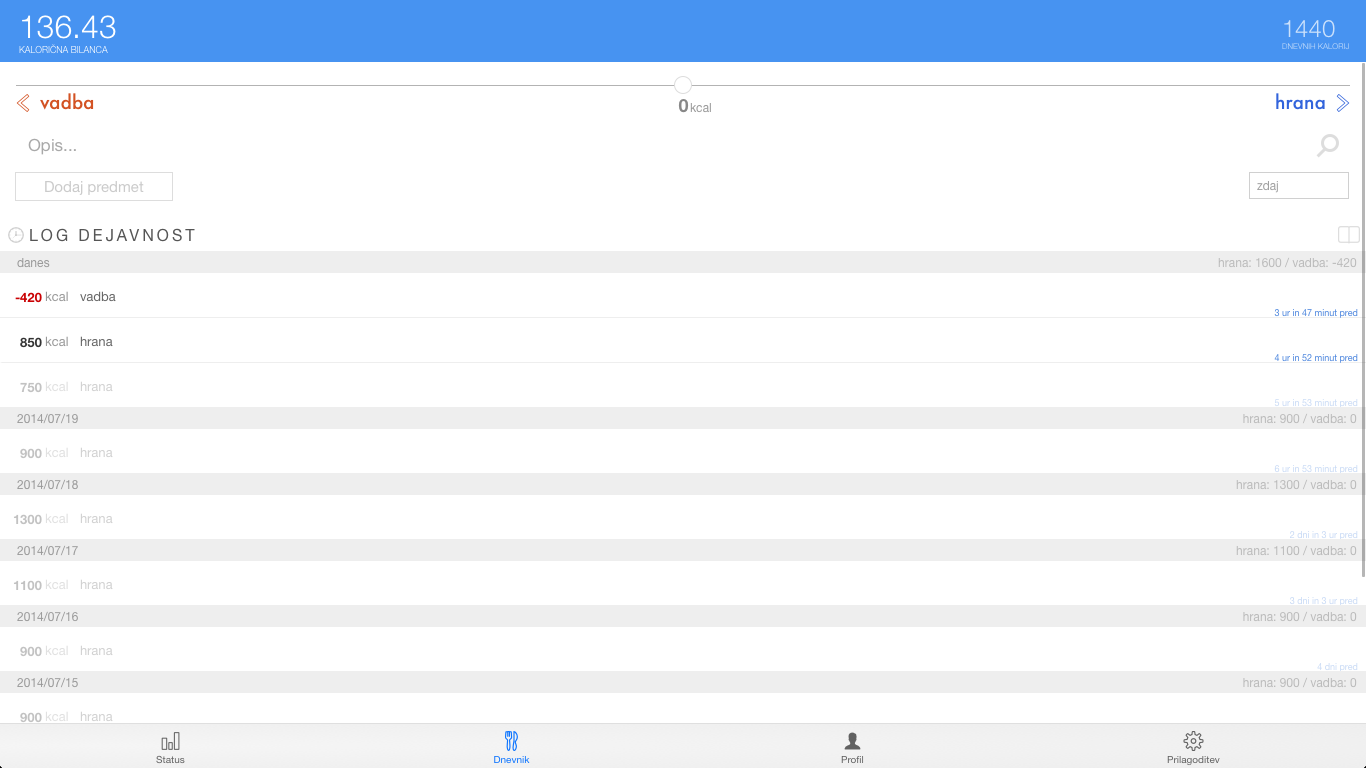 136.43
KALORIČNA BILANCA
1440
DNEVNIH KALORIJ
vadba
0 kcal
hrana
Opis...
Dodaj predmet
zdaj
LOG DEJAVNOST
danes hrana: 1600 / vadba: -420
-420 kcal vadba
3 ur in 47 minut pred
850 kcal hrana
4 ur in 52 minut pred
750 kcal hrana
5 ur in 53 minut pred
2014/07/19 hrana: 900 / vadba: 0
900 kcal hrana
6 ur in 53 minut pred
2014/07/18 hrana: 1300 / vadba: 0
1300 kcal hrana
2 dni in 3 ur pred
2014/07/17 hrana: 1100 / vadba: 0
1100 kcal hrana
3 dni in 3 ur pred
2014/07/16 hrana: 900 / vadba: 0
900 kcal hrana
4 dni pred
2014/07/15 hrana: 900 / vadba: 0
900 kcal hrana
Status
Dnevnik
Profil
Prilagoditev